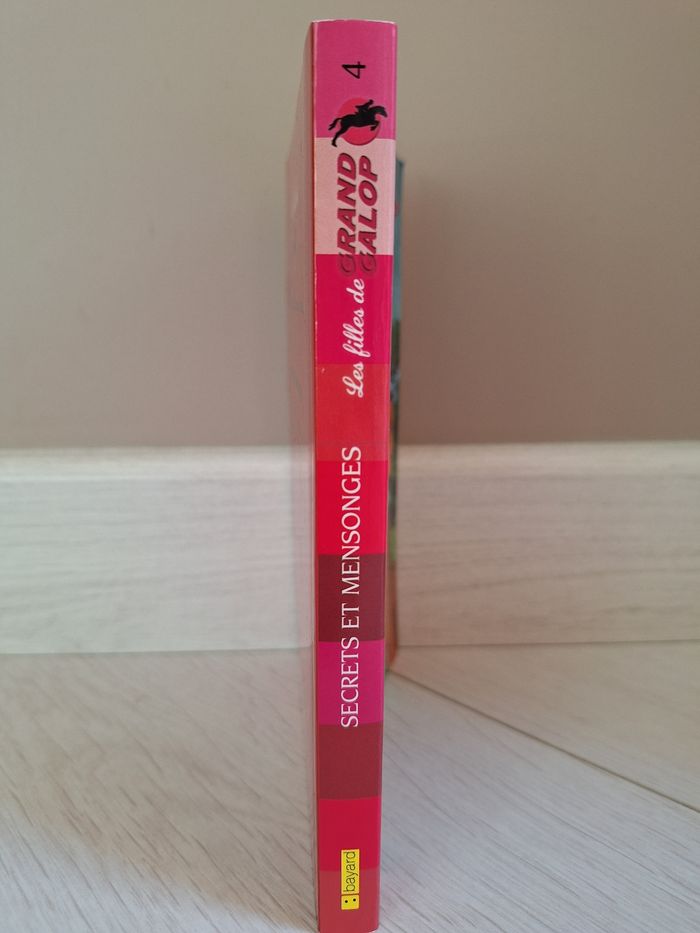 4
Les filles de GRAND GALOP
SECRETS ET MENSONGES
bayard